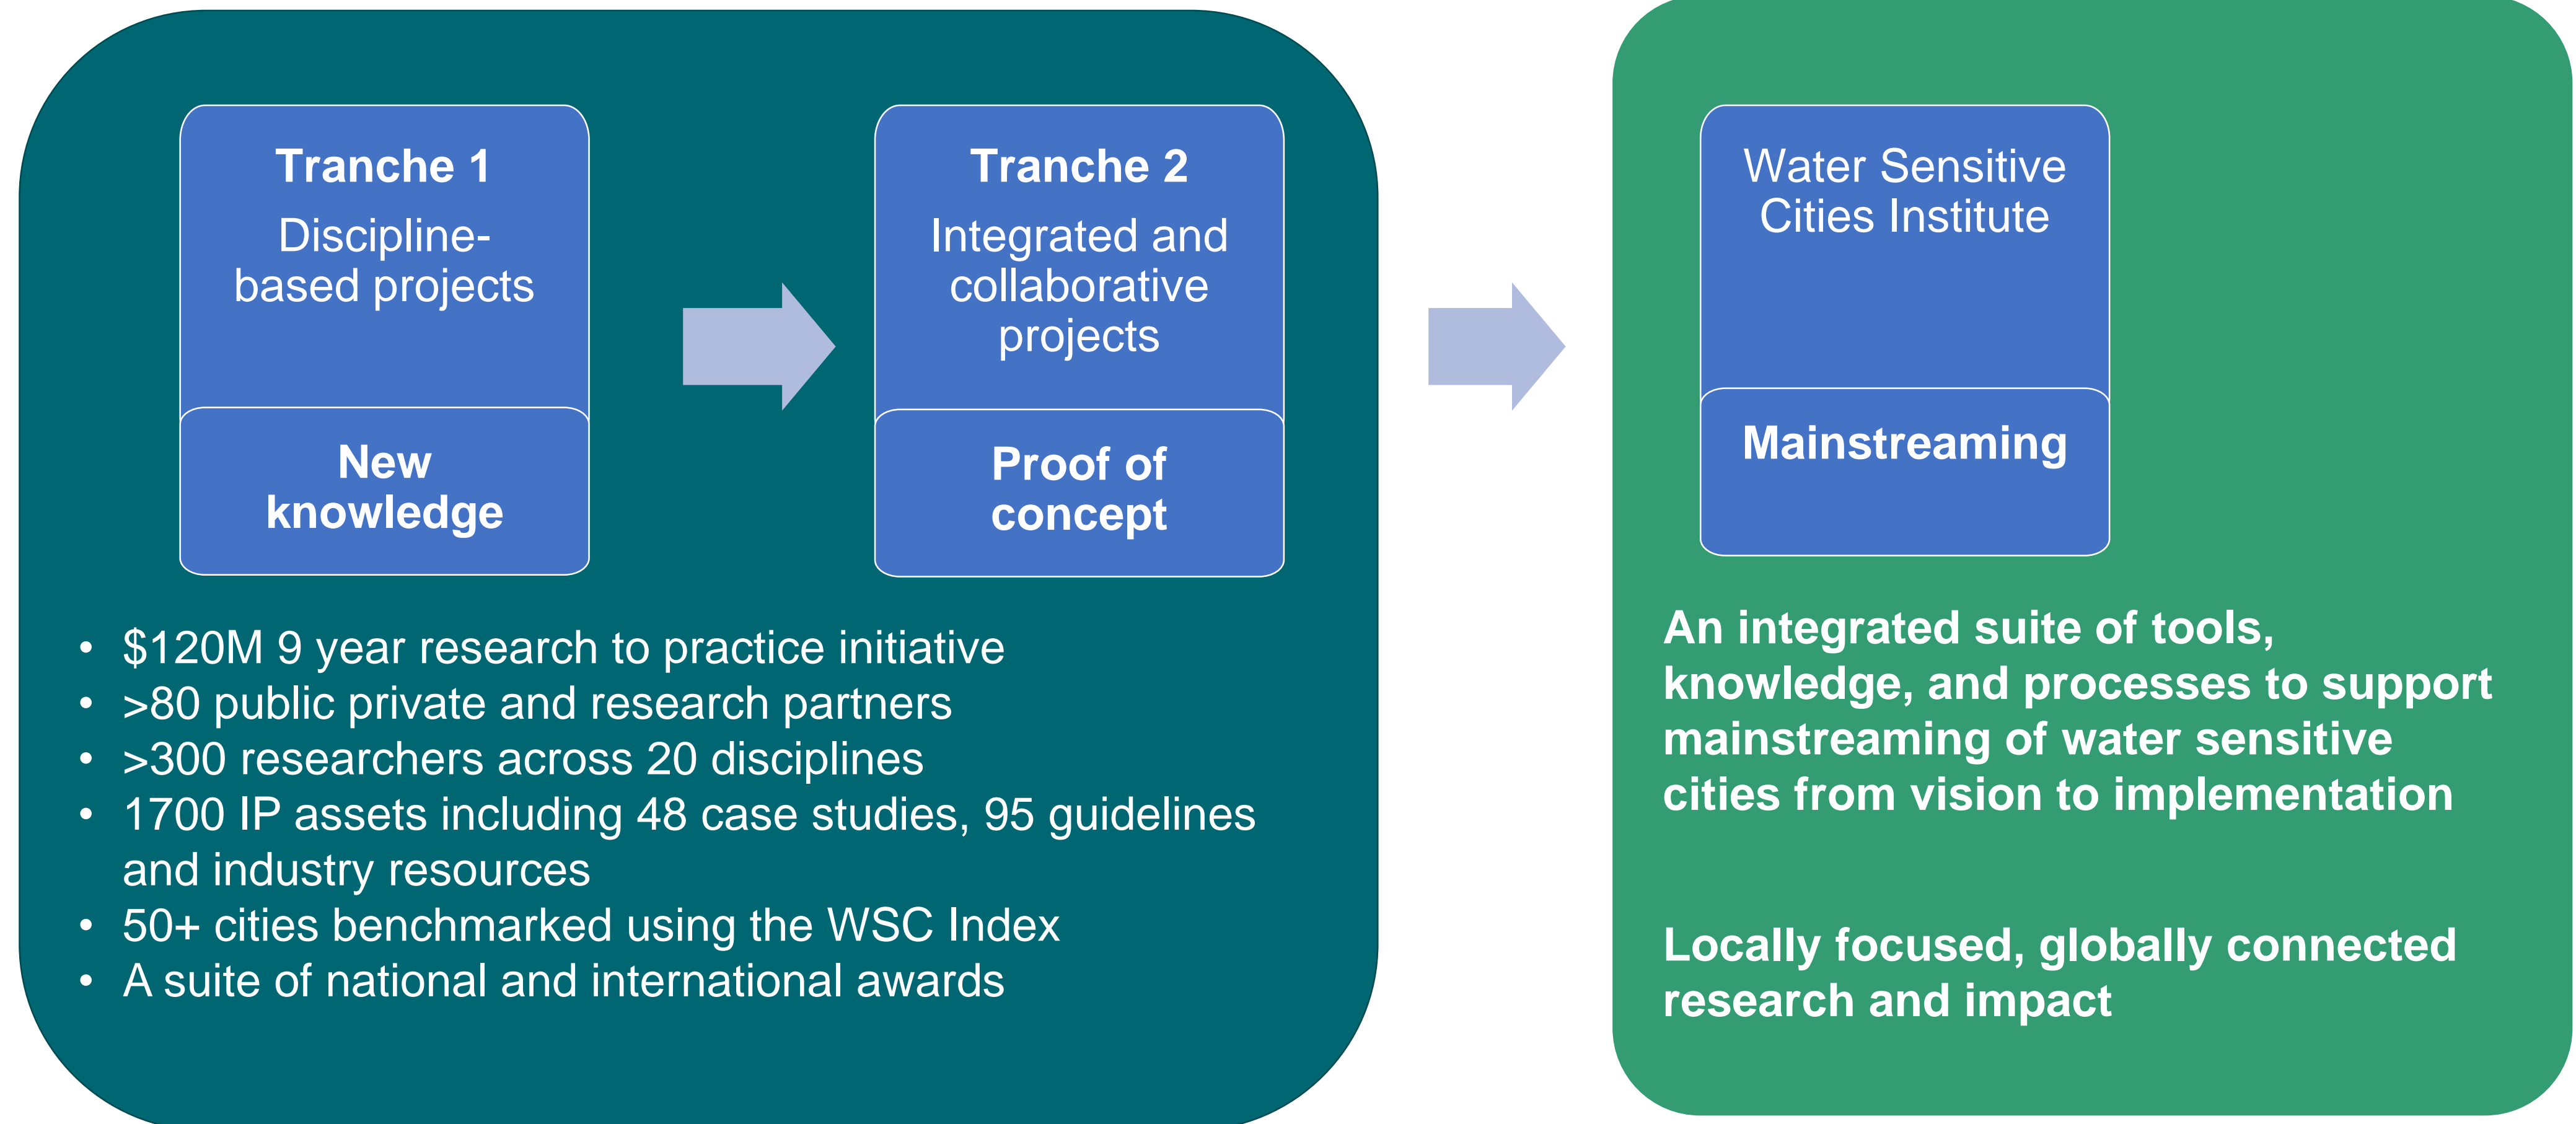 Tranche 1
Discipline-
based projects
New
knowledge
Tranche 2
Integrated and
collaborative
projects
Proof of
concept
• $120M 9 year research to practice initiative
• >80 public private and research partners
• >300 researchers across 20 disciplines
• 1700 IP assets including 48 case studies, 95 guidelines
and industry resources
• 50+ cities benchmarked using the WSC Index
• A suite of national and international awards
Water Sensitive
Cities Institute
Mainstreaming
An integrated suite of tools,
knowledge, and processes to support
mainstreaming of water sensitive
cities from vision to implementation
Locally focused, globally connected
research and impact